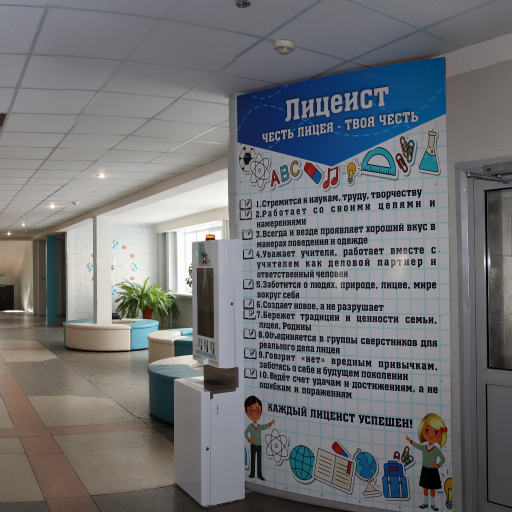 Лицеист
ЧЕСТЬ ЛИЦЕЯ - ТВОЯ ЧЕСТЬ
ABC
1.Стремится к наукам, труду, творчеству
2.Работает со своими целями и
намерениями
3.Всегда и везде проявляет хороший вкус в
манерах поведения и одежде
4.Уважает учителя, работает вместе с
учителем как деловой партнер и
ответственный человек
5.Заботится о людях, природе, лицее, мире
вокруг себя
6.Создает новое, а не разрушает
7.Бережет традиции и ценности семьи,
лицея, Родины
8.Объединяется в группы сверстников для
реального дела лицея
9.Говорит «нет» вредным привычкам,
заботясь о себе и будущем поколении
10.Ведёт счет удачам и достижениям, а не
ошибкам и поражениям
КАЖДЫЙ ЛИЦЕИСТ УСПЕШЕН!